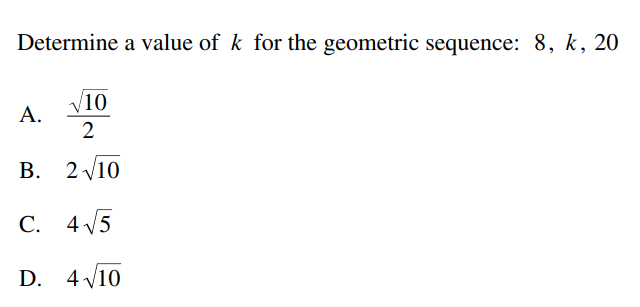 Determine a value of k for the geometric sequence: 8, k, 20
A. √10/2
B. 2√10
C. 4√5
D. 4√10